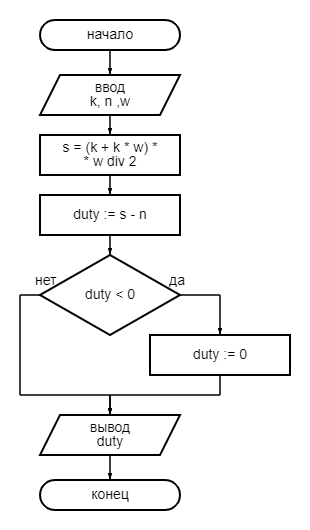 начало
ввод
k, n ,w
s = (k + k * w) *
* w div 2
duty := s - n
нет
да
duty < 0
duty := 0
вывод
duty
конец